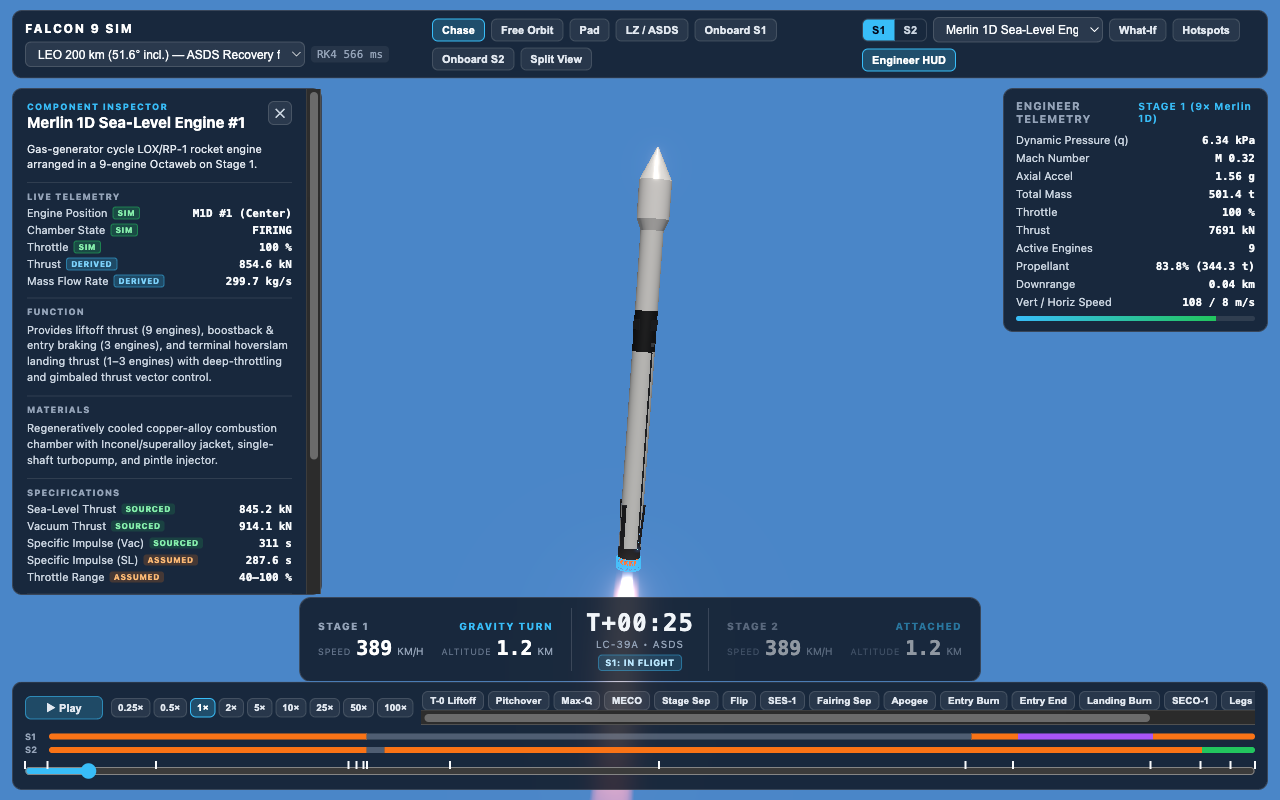 FALCON 9 SIM
LEO 200 km (51.6° incl.) — ASDS Recovery f
RK4 566 ms
Chase
Free Orbit
Pad
LZ / ASDS
Onboard S1
Onboard S2
Split View
S1
S2
Merlin 1D Sea-Level Eng
What-If
Hotspots
Engineer HUD
COMPONENT INSPECTOR
Merlin 1D Sea-Level Engine #1
Gas-generator cycle LOX/RP-1 rocket engine
arranged in a 9-engine Octaweb on Stage 1.
LIVE TELEMETRY
Engine Position SIM M1D #1 (Center)
Chamber State SIM FIRING
Throttle SIM 100 %
Thrust DERIVED 854.6 kN
Mass Flow Rate DERIVED 299.7 kg/s
FUNCTION
Provides liftoff thrust (9 engines), boostback &
entry braking (3 engines), and terminal hoverslam
landing thrust (1–3 engines) with deep-throttling
and gimbaled thrust vector control.
MATERIALS
Regeneratively cooled copper-alloy combustion
chamber with Inconel/superalloy jacket, single-
shaft turbopump, and pintle injector.
SPECIFICATIONS
Sea-Level Thrust SOURCED 845.2 kN
Vacuum Thrust SOURCED 914.1 kN
Specific Impulse (Vac) SOURCED 311 s
Specific Impulse (SL) ASSUMED 287.6 s
Throttle Range ASSUMED 40–100 %
ENGINEER TELEMETRY
STAGE 1 (9× Merlin 1D)
Dynamic Pressure (q) 6.34 kPa
Mach Number M 0.32
Axial Accel 1.56 g
Total Mass 501.4 t
Throttle 100 %
Thrust 7691 kN
Active Engines 9
Propellant 83.8% (344.3 t)
Downrange 0.04 km
Vert / Horiz Speed 108 / 8 m/s
STAGE 1 GRAVITY TURN
SPEED 389 KM/H ALTITUDE 1.2 KM
T+00:25
LC-39A • ASDS
S1: IN FLIGHT
STAGE 2 ATTACHED
SPEED 389 KM/H ALTITUDE 1.2 KM
▶ Play
0.25×
0.5×
1×
2×
5×
10×
25×
50×
100×
T-0 Liftoff
Pitchover
Max-Q
MECO
Stage Sep
Flip
SES-1
Fairing Sep
Apogee
Entry Burn
Entry End
Landing Burn
SECO-1
Legs
S1
S2